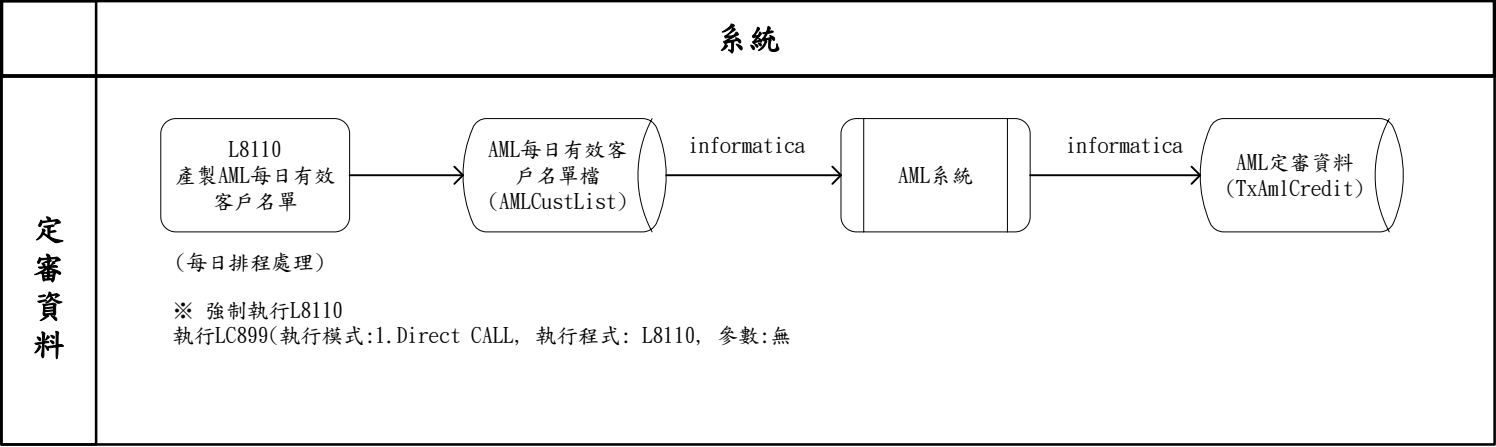 系統
定
審
資
料
L8110
產製AML每日有效
客戶名單
AML每日有效客
戶名單檔
(AMLCustList)
informatica
AML系統
informatica
AML定審資料
(TxAmlCredit)
(每日排程處理)
※ 強制執行L8110
執行LC899(執行模式:1.Direct CALL, 執行程式: L8110, 參數:無